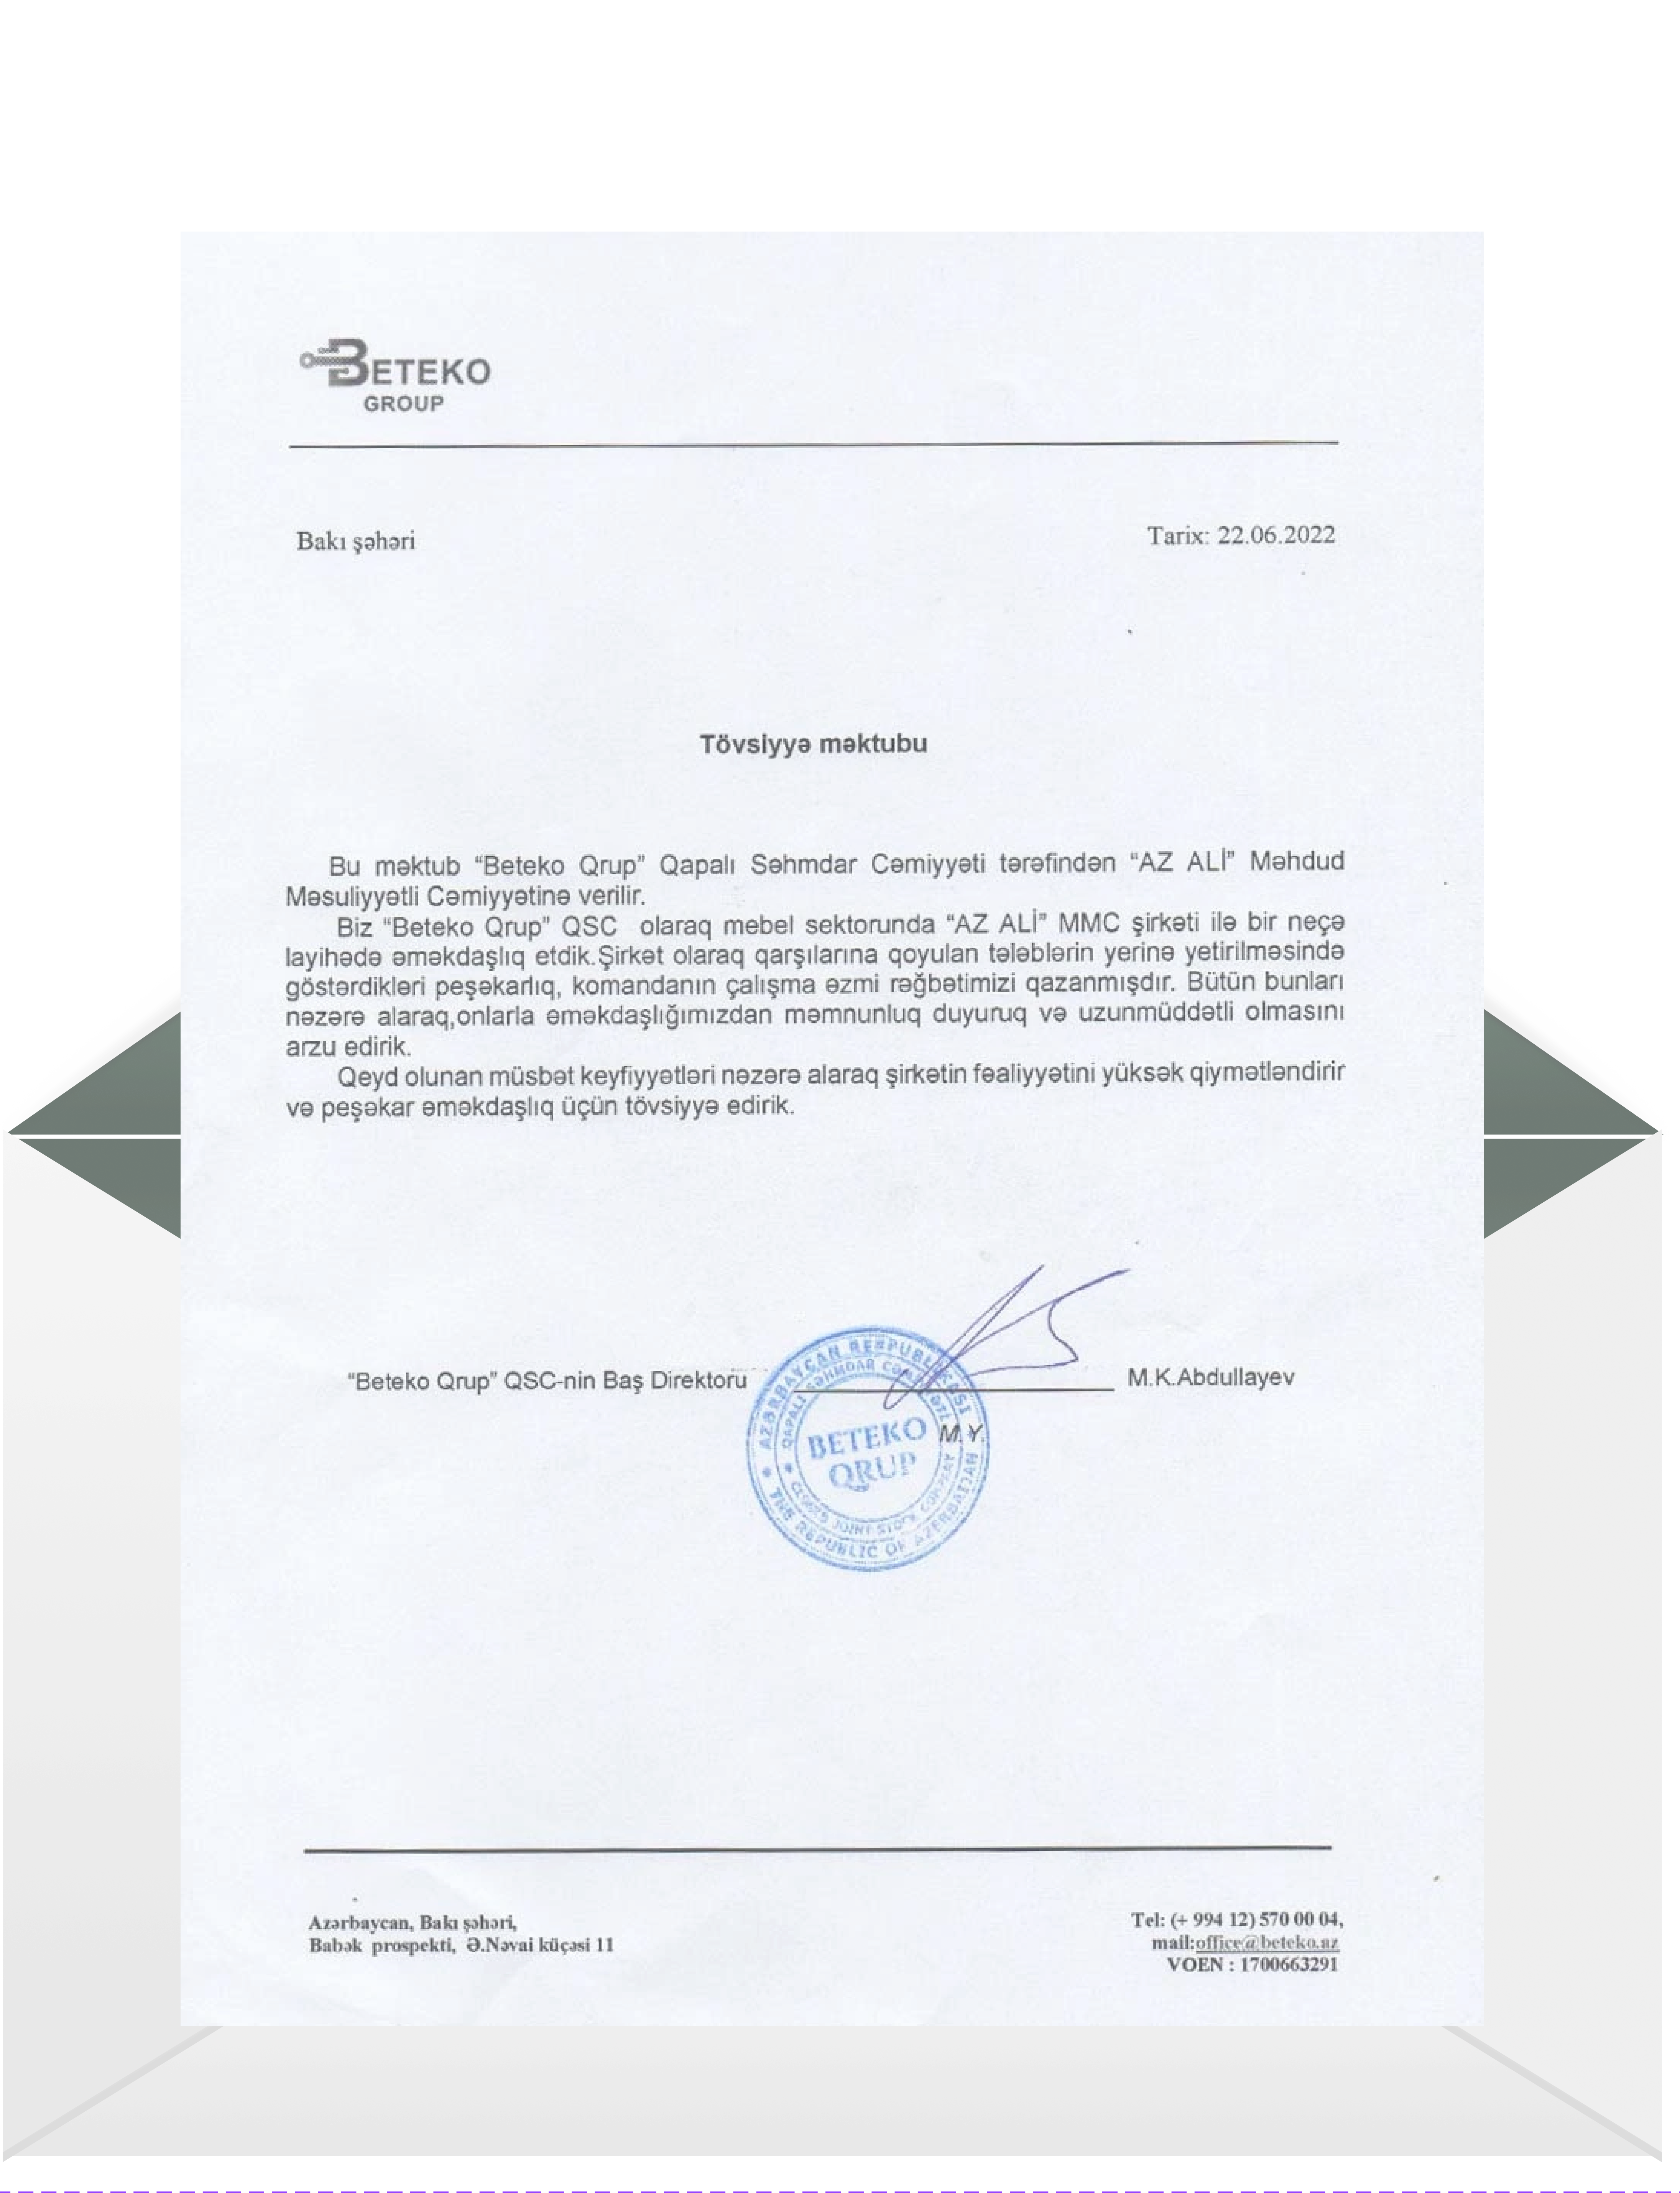 BETEKO
GROUP
Bakı şəhəri
Tarix: 22.06.2022
Tövsiyyə məktubu
Bu məktub “Beteko Qrup” Qapalı Səhmdar Cəmiyyəti tərəfindən “AZ ALİ” Məhdud
Məsuliyyətli Cəmiyyətinə verilir.
Biz “Beteko Qrup” QSC olaraq mebel sektorunda “AZ ALİ” MMC şirkəti ilə bir neçə
layihədə əməkdaşlıq etdik.Şirkət olaraq qarşılarına qoyulan tələblərin yerinə yetirilməsində
göstərdikləri peşəkarlıq, komandanın çalışma əzmi rəğbətimizi qazanmışdır. Bütün bunları
nəzərə alaraq,onlarla əməkdaşlığımızdan məmnunluq duyuruq və uzunmüddətli olmasını
arzu edirik.
Qeyd olunan müsbət keyfiyyətləri nəzərə alaraq şirkətin fəaliyyətini yüksək qiymətləndirir
və peşəkar əməkdaşlıq üçün tövsiyyə edirik.
“Beteko Qrup” QSC-nin Baş Direktoru
M.K.Abdullayev
M.Y.
AZƏRBAYCAN RESPUBLIKASI
QAPALI SƏHMDAR CƏMİYYƏTİ
BETEKO
QRUP
CLOSED JOINT STOCK COMPANY
THE REPUBLIC OF AZERBAIJAN
Azərbaycan, Bakı şəhəri,
Babək prospekti, Ə.Nəvai küçəsi 11
Tel: (+ 994 12) 570 00 04,
mail:office@beteko.az
VOEN : 1700663291